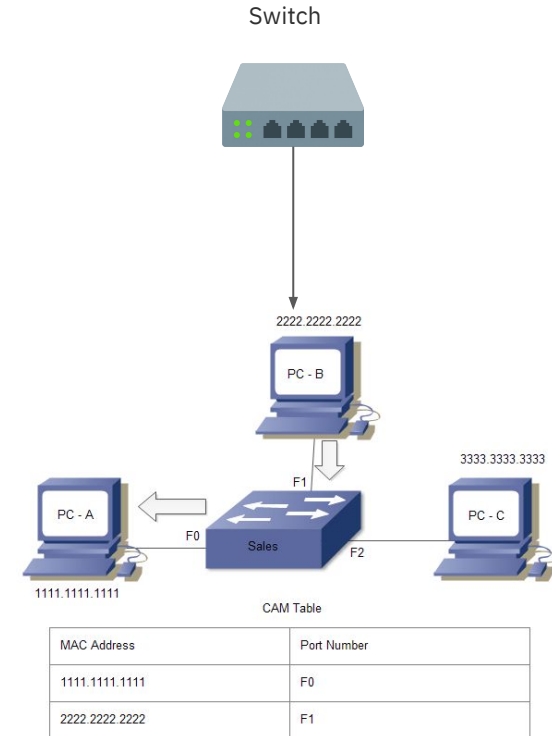 Switch
2222.2222.2222
PC - B
3333.3333.3333
F1
PC - A
PC - C
F0
Sales
F2
1111.1111.1111
CAM Table
MAC Address Port Number
1111.1111.1111 F0
2222.2222.2222 F1